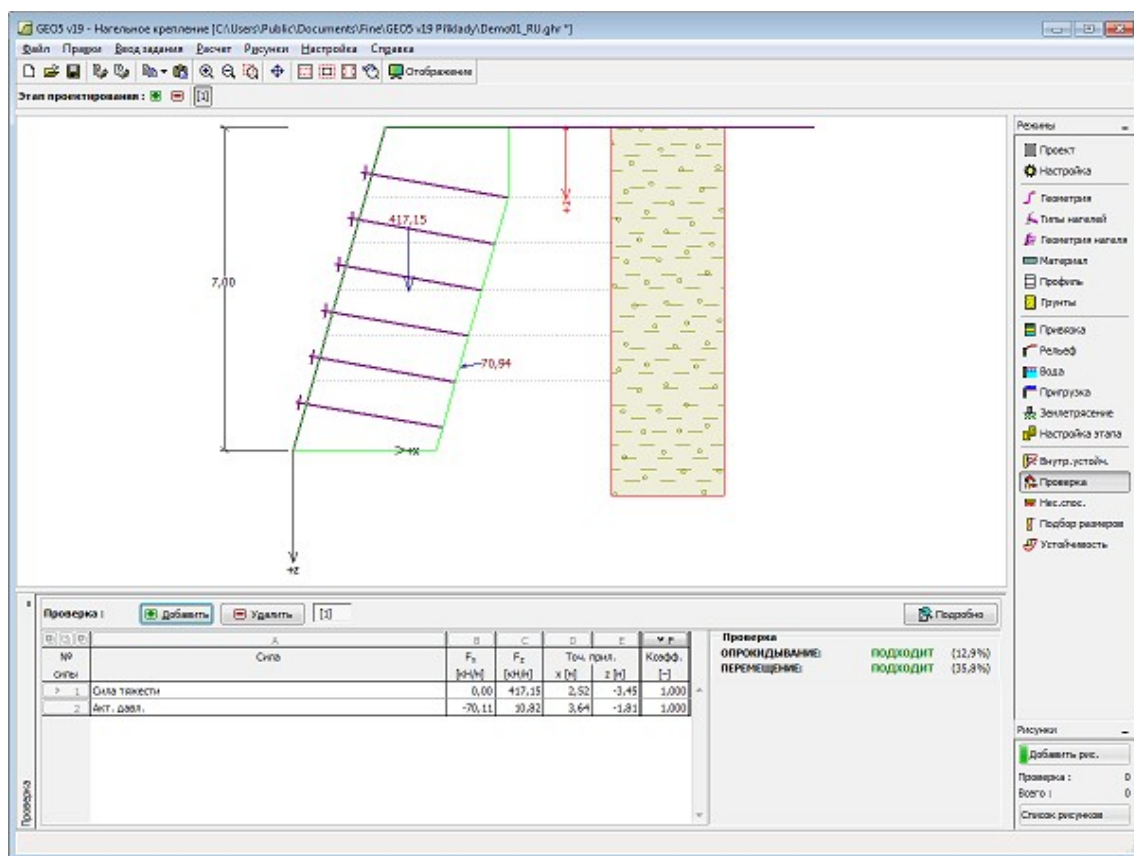 GEO5 v19 - Нагельное крепление [C:\Users\Public\Documents\Fine\GEO5 v19 Příklady\Demo01_RU.ghr *]
Файл Правки Ввод задания Расчет Рисунки Настройка Справка
Отображение
Этап проектирования : [1]
417,15
7,00
70,94
+x
+z
+z
Режимы
Проект
Настройка
Геометрия
Типы нагелей
Геометрия нагеля
Материал
Профиль
Грунты
Привязка
Рельеф
Вода
Пригрузка
Землетрясение
Настройка этапа
Внутр.устойч.
Проверка
Нес.спос.
Подбор размеров
Устойчивость
Проверка : Добавить Удалить [1] Подробно
A B C D E F
№ Сила Fx Fz Точ. прил. Коэфф.
силы [кН/м] [кН/м] x [м] z [м] [-]
> 1 Сила тяжести 0,00 417,15 2,52 -3,45 1,000
2 Акт. давл. -70,11 10,82 3,64 -1,81 1,000
Проверка
ОПРОКИДЫВАНИЕ: ПОДХОДИТ (12,9%)
ПЕРЕМЕЩЕНИЕ: ПОДХОДИТ (35,8%)
Проверка
Рисунки
Добавить рис.
Проверка : 0
Всего : 0
Список рисунков